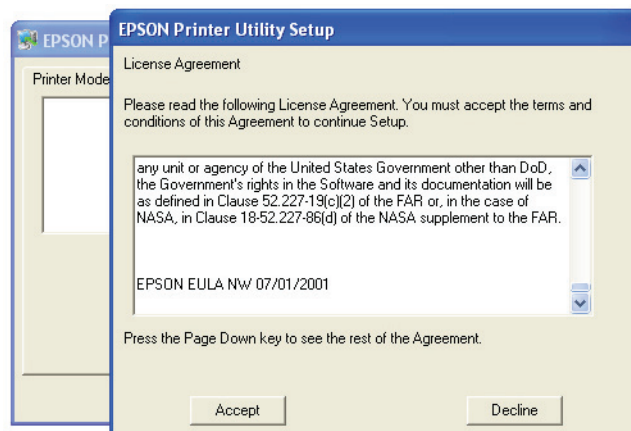 EPSON P
Printer Mode
EPSON Printer Utility Setup
License Agreement
Please read the following License Agreement. You must accept the terms and
conditions of this Agreement to continue Setup.
any unit or agency of the United States Government other than DoD,
the Government's rights in the Software and its documentation will be
as defined in Clause 52.227-19(c)(2) of the FAR or, in the case of
NASA, in Clause 18-52.227-86(d) of the NASA supplement to the FAR.
EPSON EULA NW 07/01/2001
Press the Page Down key to see the rest of the Agreement.
Accept
Decline